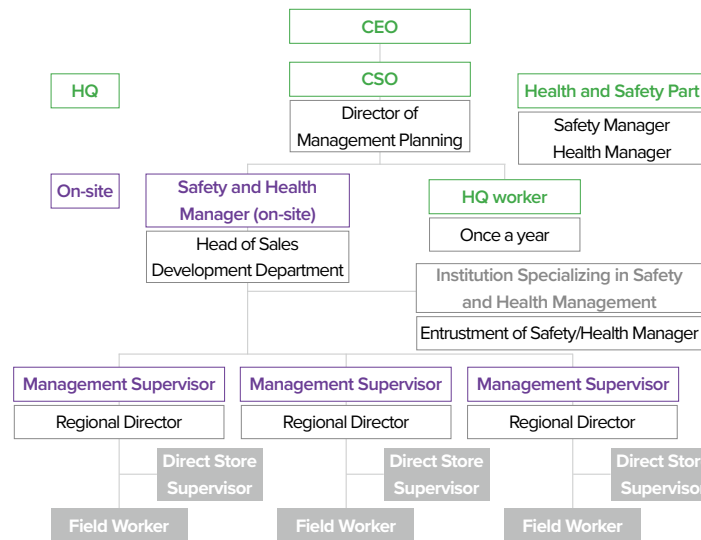 CEO
CSO
HQ
Health and Safety Part
Director of
Management Planning
Safety Manager
Health Manager
On-site
Safety and Health
Manager (on-site)
HQ worker
Head of Sales
Development Department
Once a year
Institution Specializing in Safety
and Health Management
Entrustment of Safety/Health Manager
Management Supervisor
Management Supervisor
Management Supervisor
Regional Director
Regional Director
Regional Director
Direct Store
Supervisor
Direct Store
Supervisor
Direct Store
Supervisor
Field Worker
Field Worker
Field Worker